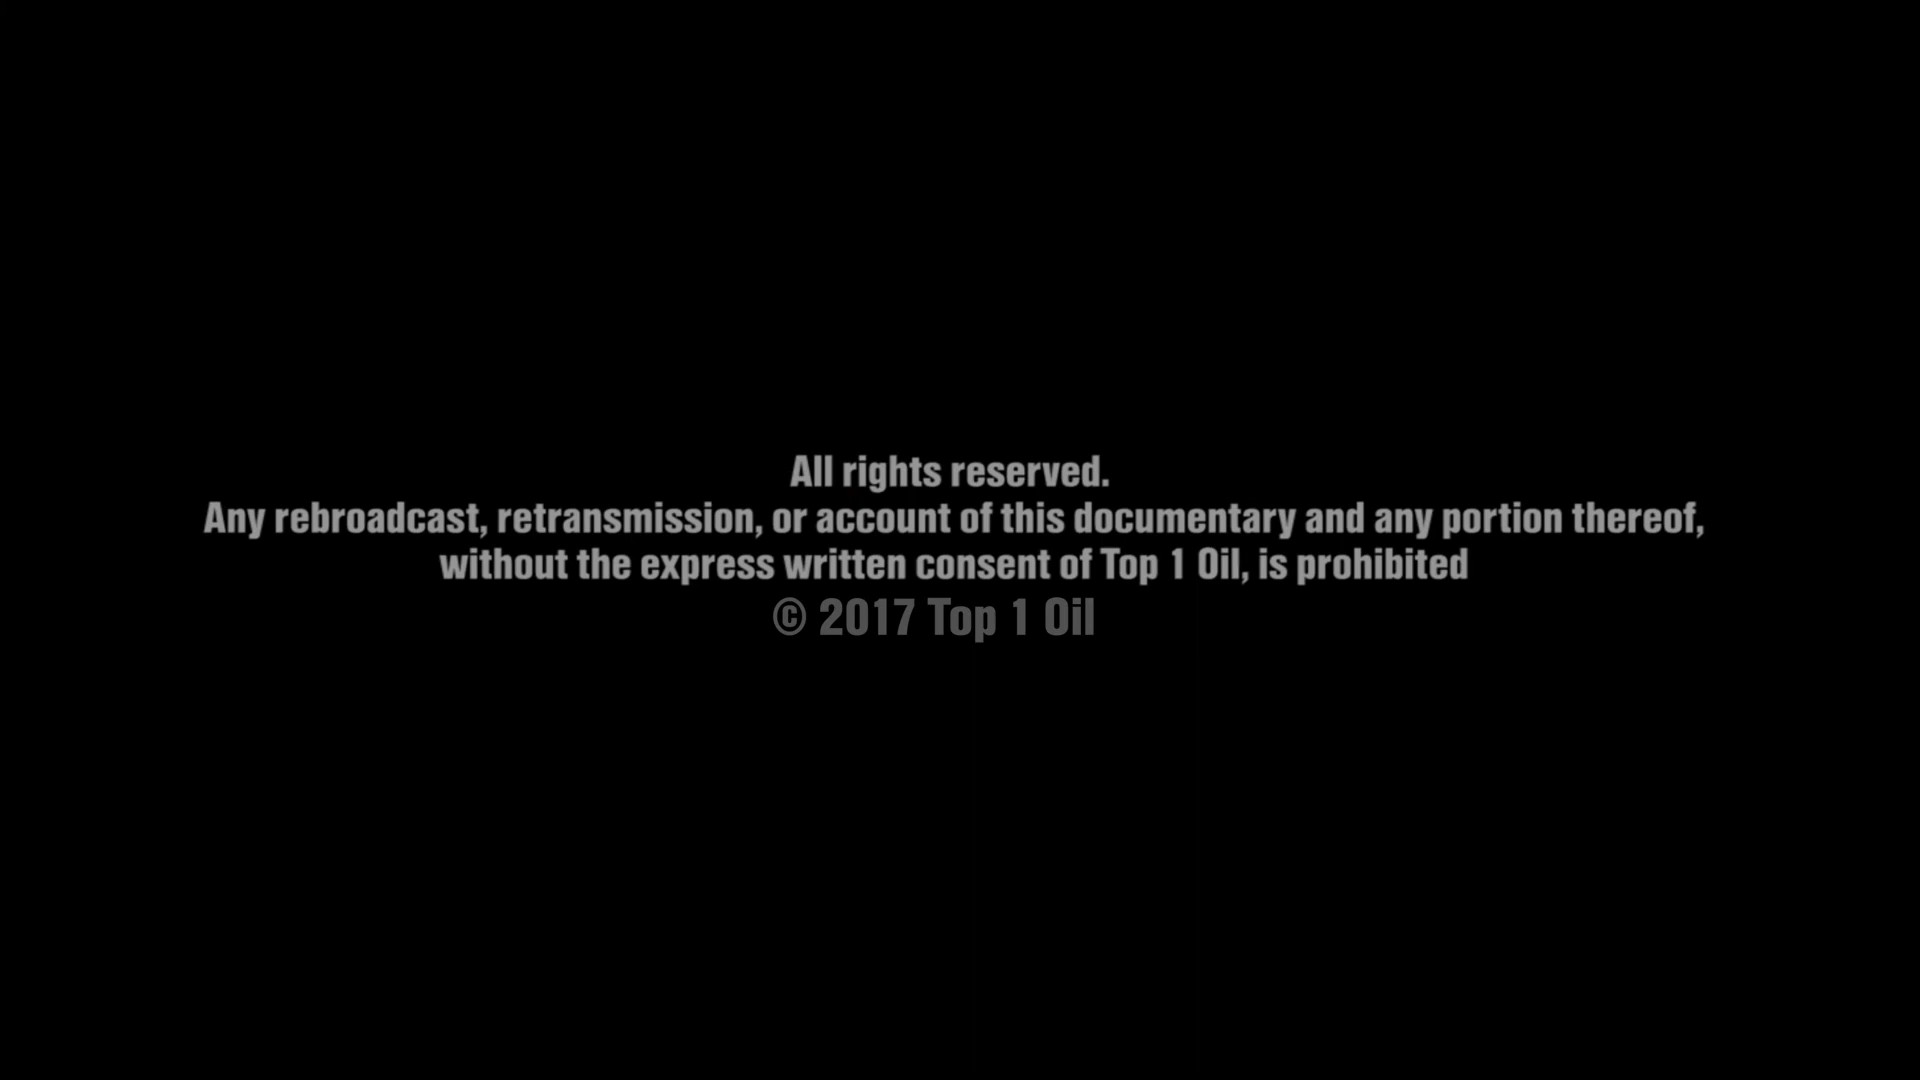 All rights reserved.
Any rebroadcast, retransmission, or account of this documentary and any portion thereof,
without the express written consent of Top 1 Oil, is prohibited
© 2017 Top 1 Oil